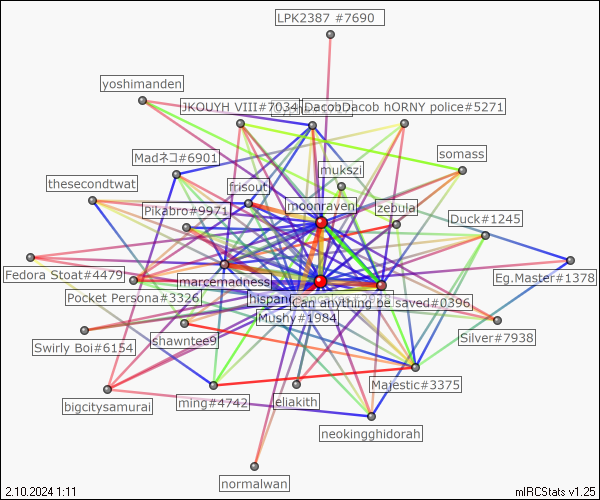 LPK2387 #7690
yoshimanden
JKOUYH VIII#7034
DacobDacob hORNY police#5271
Madネコ#6901
mukszi
somass
thesecondtwat
frisout
Pikabro#9971
moonraven
zebula
Duck#1245
Fedora Stoat#4479
marcemadness
Eg.Master#1378
Pocket Persona#3326
hispan
Can anything be saved#0396
Mushy#1984
Swirly Boi#6154
shawntee9
Silver#7938
Majestic#3375
bigcitysamurai
ming#4742
eliakith
neokingghidorah
normalwan
2.10.2024 1:11
mIRCStats v1.25